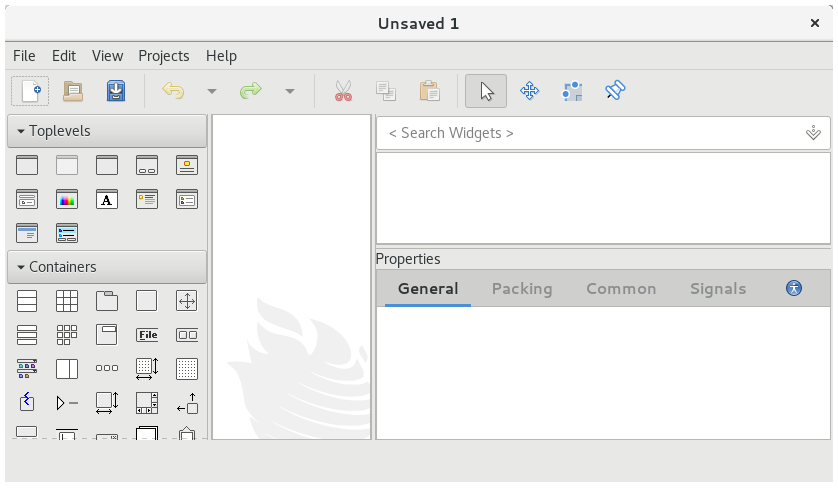 Unsaved 1
File Edit View Projects Help
Toplevels
< Search Widgets >
A
Containers
Properties
General Packing Common Signals
File